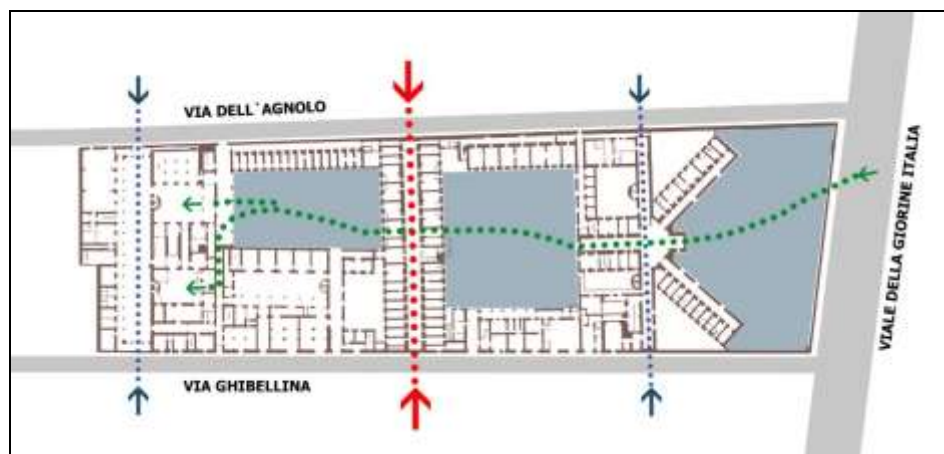 VIA DELL´AGNOLO
VIA GHIBELLINA
VIALE DELLA GIORINE ITALIA